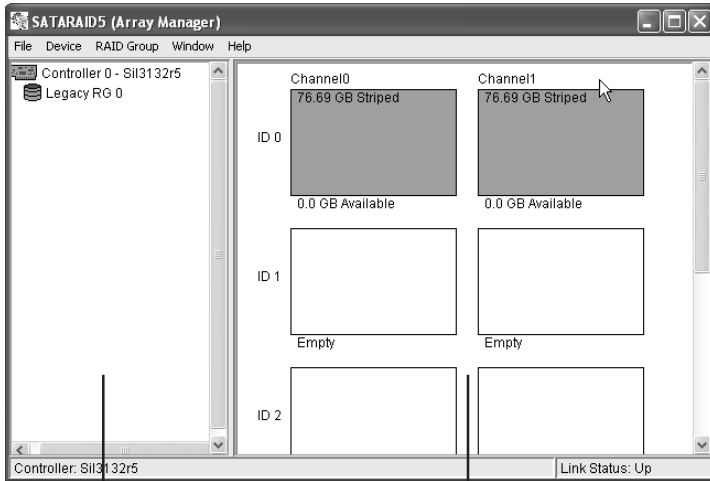 SATARAID5 (Array Manager)
File Device RAID Group Window Help
Controller 0 - SiI3132r5
Legacy RG 0
Channel0 Channel1
76.69 GB Striped 76.69 GB Striped
ID 0
0.0 GB Available 0.0 GB Available
ID 1
Empty Empty
ID 2
Controller: SiI3132r5 Link Status: Up